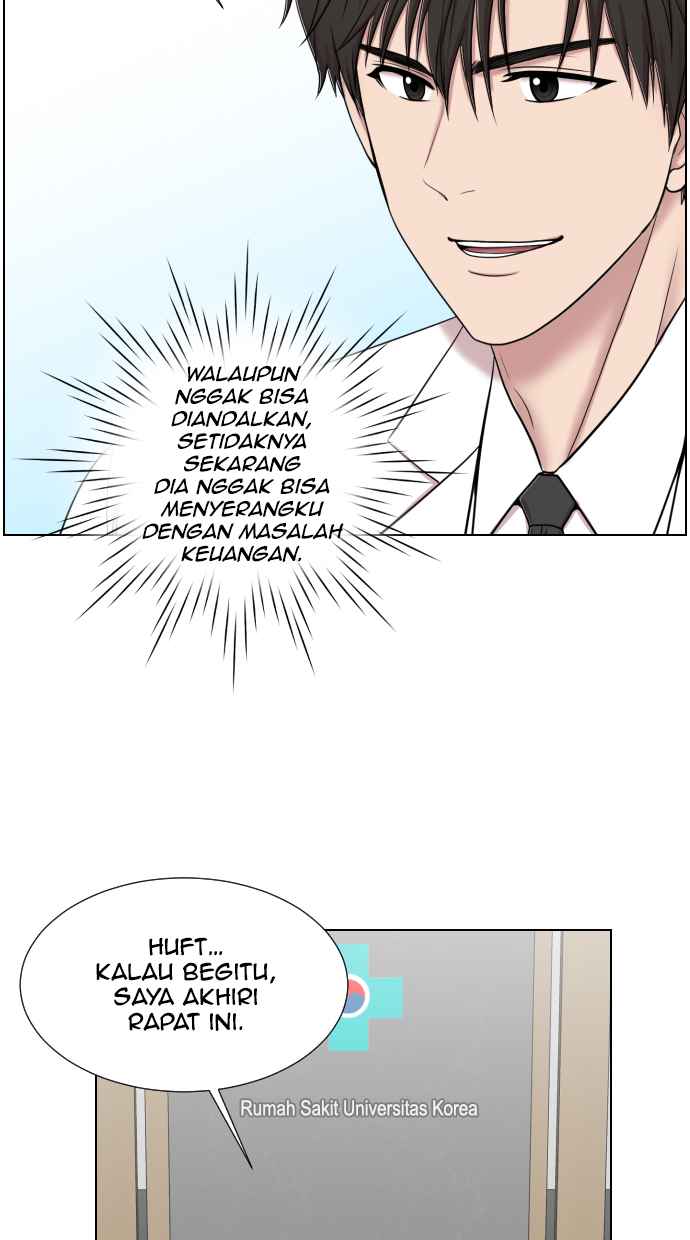 WALAUPUN
NGGAK BISA
DIANDALKAN,
SETIDAKNYA
SEKARANG
DIA NGGAK BISA
MENYERANGKU
DENGAN MASALAH
KEUANGAN.
HUFT...
KALAU BEGITU,
SAYA AKHIRI
RAPAT INI.
Rumah Sakit Universitas Korea